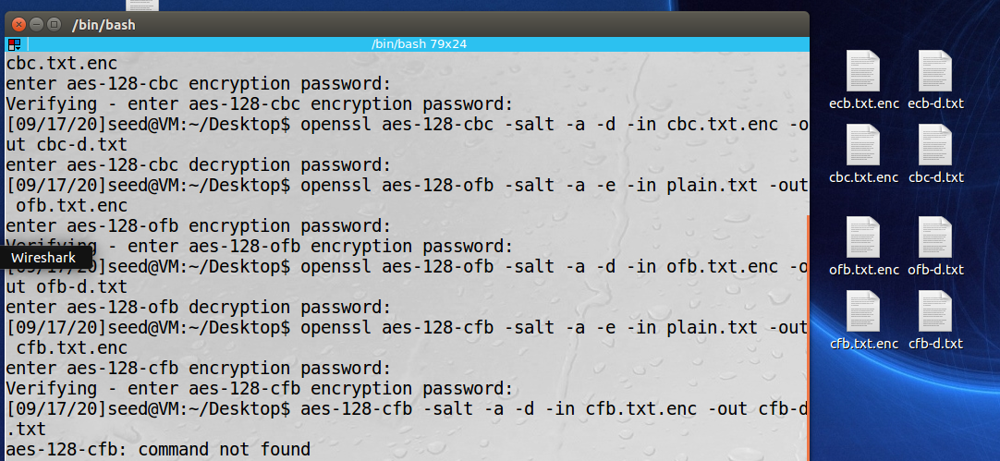 /bin/bash
/bin/bash 79x24
cbc.txt.enc
enter aes-128-cbc encryption password:
Verifying - enter aes-128-cbc encryption password:
[09/17/20]seed@VM:~/Desktop$ openssl aes-128-cbc -salt -a -d -in cbc.txt.enc -o
ut cbc-d.txt
enter aes-128-cbc decryption password:
[09/17/20]seed@VM:~/Desktop$ openssl aes-128-ofb -salt -a -e -in plain.txt -out
 ofb.txt.enc
enter aes-128-ofb encryption password:
Verifying - enter aes-128-ofb encryption password:
Wireshark
[09/17/20]seed@VM:~/Desktop$ openssl aes-128-ofb -salt -a -d -in ofb.txt.enc -o
ut ofb-d.txt
enter aes-128-ofb decryption password:
[09/17/20]seed@VM:~/Desktop$ openssl aes-128-cfb -salt -a -e -in plain.txt -out
 cfb.txt.enc
enter aes-128-cfb encryption password:
Verifying - enter aes-128-cfb encryption password:
[09/17/20]seed@VM:~/Desktop$ aes-128-cfb -salt -a -d -in cfb.txt.enc -out cfb-d
.txt
aes-128-cfb: command not found
ecb.txt.enc ecb-d.txt
cbc.txt.enc cbc-d.txt
ofb.txt.enc ofb-d.txt
cfb.txt.enc cfb-d.txt